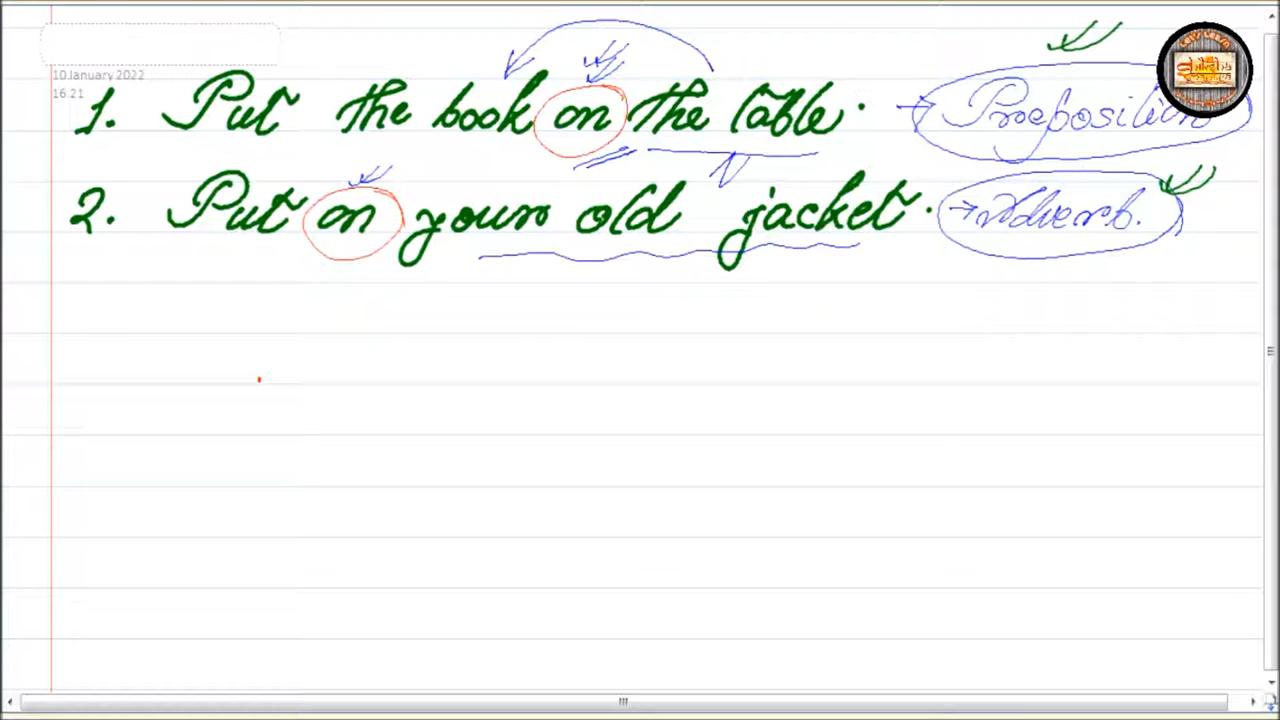 10 January 2022
16:21
1. Put the book on the table. → Preposition
N
2. Put on your old jacket. → Adverb.